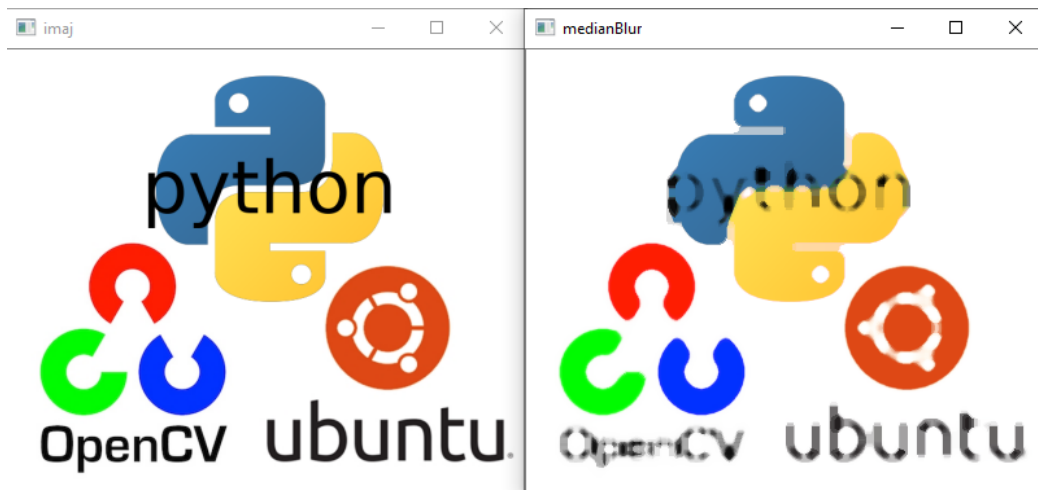 imaj
python
OpenCV
ubuntu
medianBlur
python
OpenCV
ubuntu